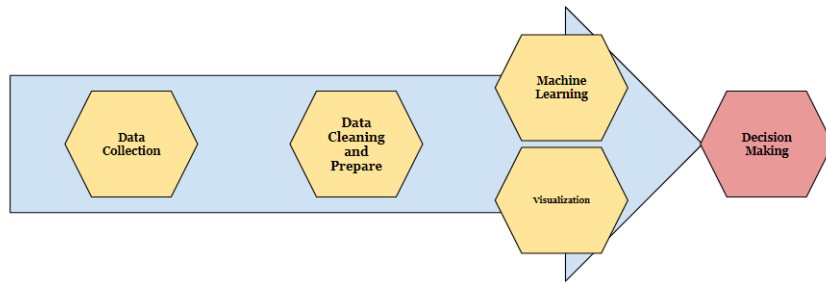 Data
Collection
Data
Cleaning
and
Prepare
Machine
Learning
Visualization
Decision
Making